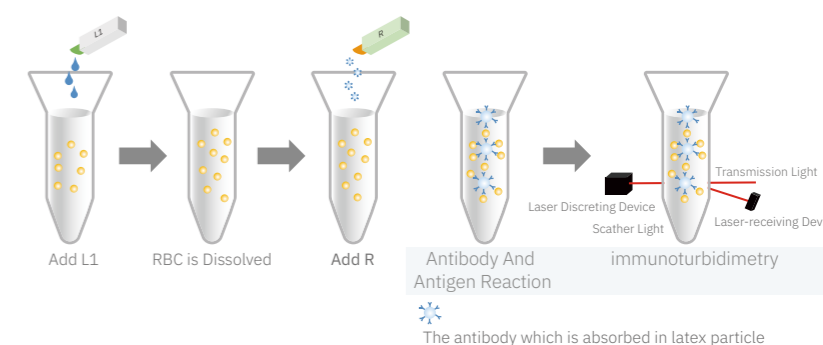 L1
R
Transmission Light
Laser Discreting Device
Laser-receiving Dev
Scather Light
Add L1
RBC is Dissolved
Add R
Antibody And
Antigen Reaction
immunoturbidimetry
The antibody which is absorbed in latex particle